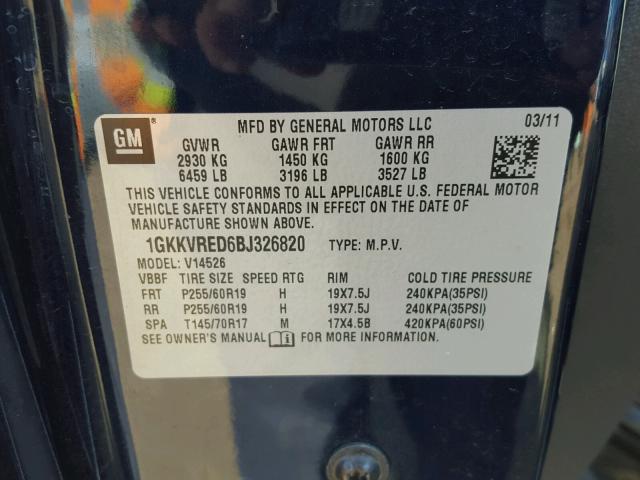 GM ® MFD BY GENERAL MOTORS LLC 03/11
GVWR GAWR FRT GAWR RR
2930 KG 1450 KG 1600 KG
6459 LB 3196 LB 3527 LB
THIS VEHICLE CONFORMS TO ALL APPLICABLE U.S. FEDERAL MOTOR
VEHICLE SAFETY STANDARDS IN EFFECT ON THE DATE OF
MANUFACTURE SHOWN ABOVE.
1GKKVRED6BJ326820 TYPE: M.P.V.
MODEL: V14526
VBBF TIRE SIZE SPEED RTG RIM COLD TIRE PRESSURE
FRT P255/60R19 H 19X7.5J 240KPA(35PSI)
RR P255/60R19 H 19X7.5J 240KPA(35PSI)
SPA T145/70R17 M 17X4.5B 420KPA(60PSI)
SEE OWNER'S MANUAL FOR MORE INFORMATION.